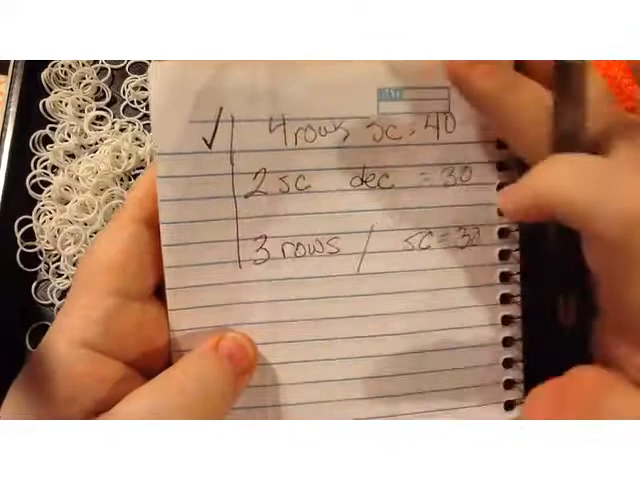 ✓ 4 rows sc = 40
2 sc dec = 30
3 rows / sc = 30